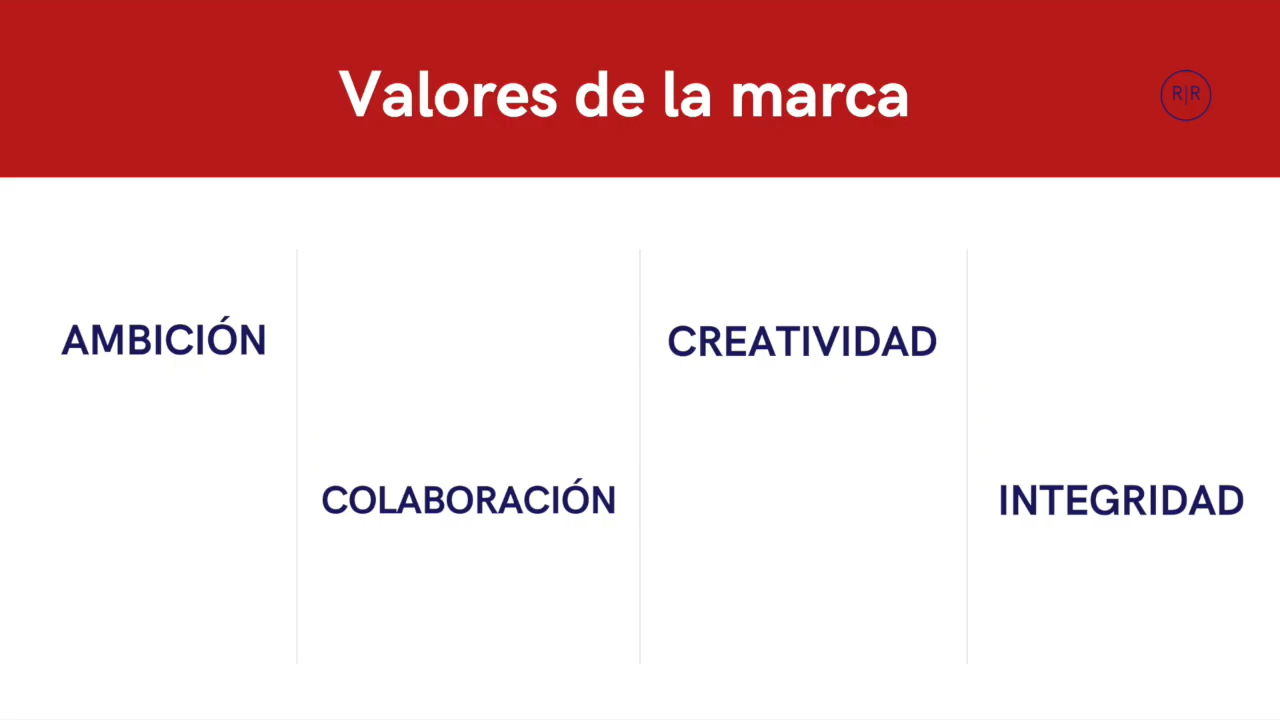 Valores de la marca
R|R
AMBICIÓN
COLABORACIÓN
CREATIVIDAD
INTEGRIDAD